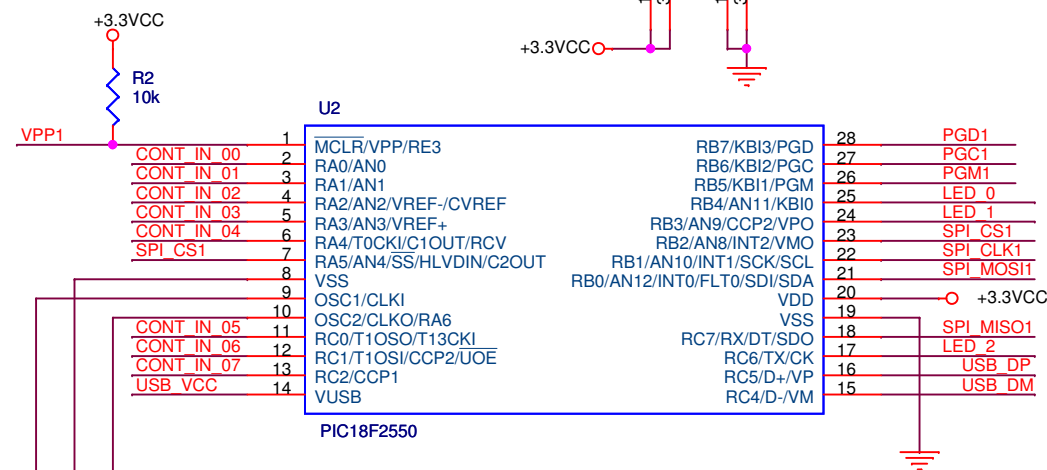 1
3
1
3
+3.3VCC
+3.3VCC
R2
10k
U2
VPP1
1
MCLR/VPP/RE3
RB7/KBI3/PGD
28
PGD1
CONT_IN_00
2
RA0/AN0
RB6/KBI2/PGC
27
PGC1
CONT_IN_01
3
RA1/AN1
RB5/KBI1/PGM
26
PGM1
CONT_IN_02
4
RA2/AN2/VREF-/CVREF
RB4/AN11/KBI0
25
LED_0
CONT_IN_03
5
RA3/AN3/VREF+
RB3/AN9/CCP2/VPO
24
LED_1
CONT_IN_04
6
RA4/T0CKI/C1OUT/RCV
RB2/AN8/INT2/VMO
23
SPI_CS1
SPI_CS1
7
RA5/AN4/SS/HLVDIN/C2OUT
RB1/AN10/INT1/SCK/SCL
22
SPI_CLK1
8
VSS
RB0/AN12/INT0/FLT0/SDI/SDA
21
SPI_MOSI1
9
OSC1/CLKI
VDD
20
+3.3VCC
10
OSC2/CLKO/RA6
VSS
19
CONT_IN_05
11
RC0/T1OSO/T13CKI
RC7/RX/DT/SDO
18
SPI_MISO1
CONT_IN_06
12
RC1/T1OSI/CCP2/UOE
RC6/TX/CK
17
LED_2
CONT_IN_07
13
RC2/CCP1
RC5/D+/VP
16
USB_DP
USB_VCC
14
VUSB
RC4/D-/VM
15
USB_DM
PIC18F2550